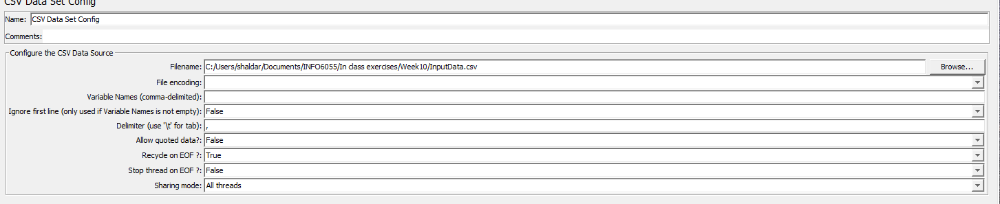 CSV Data Set Config
Name: CSV Data Set Config
Comments:
Configure the CSV Data Source
Filename: C:/Users/shaldar/Documents/INFO6055/In class exercises/Week10/InputData.csv Browse...
File encoding:
Variable Names (comma-delimited):
Ignore first line (only used if Variable Names is not empty): False
Delimiter (use '\t' for tab): ,
Allow quoted data?: False
Recycle on EOF ?: True
Stop thread on EOF ?: False
Sharing mode: All threads